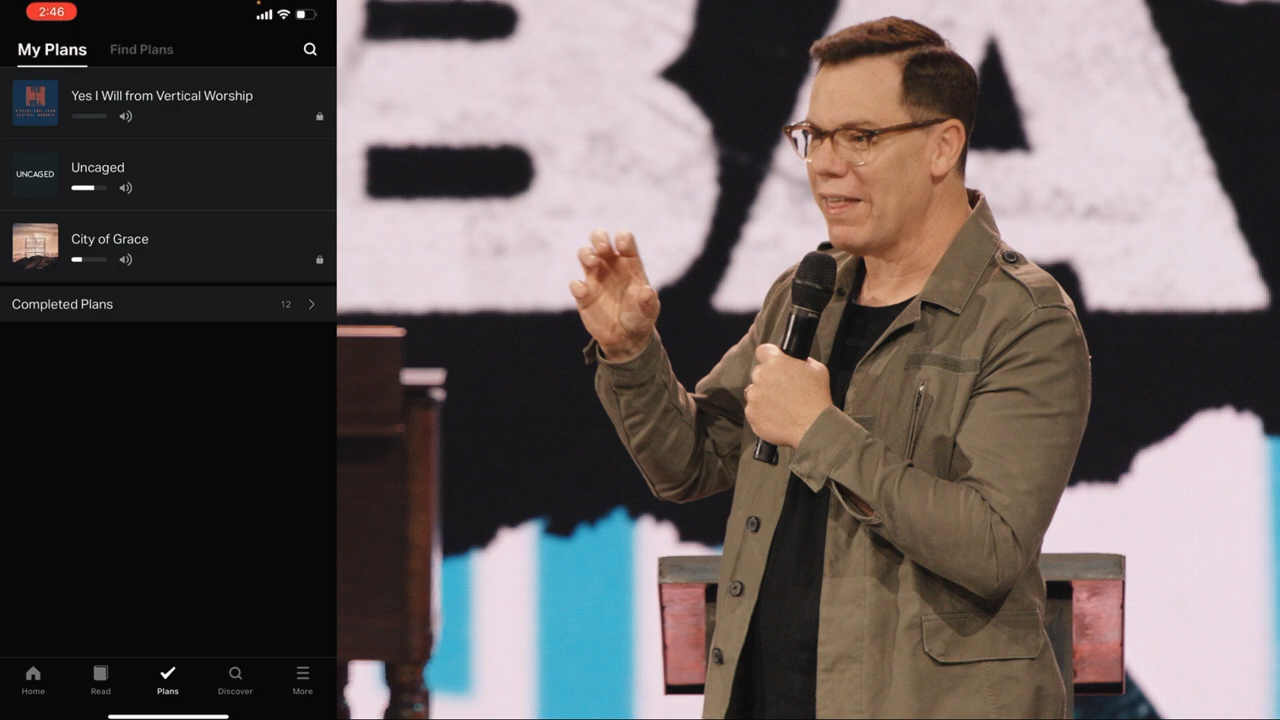 2:46
My Plans Find Plans
Yes I Will from Vertical Worship
UNCAGED
Uncaged
City of Grace
Completed Plans 12
Home Read Plans Discover More
BA